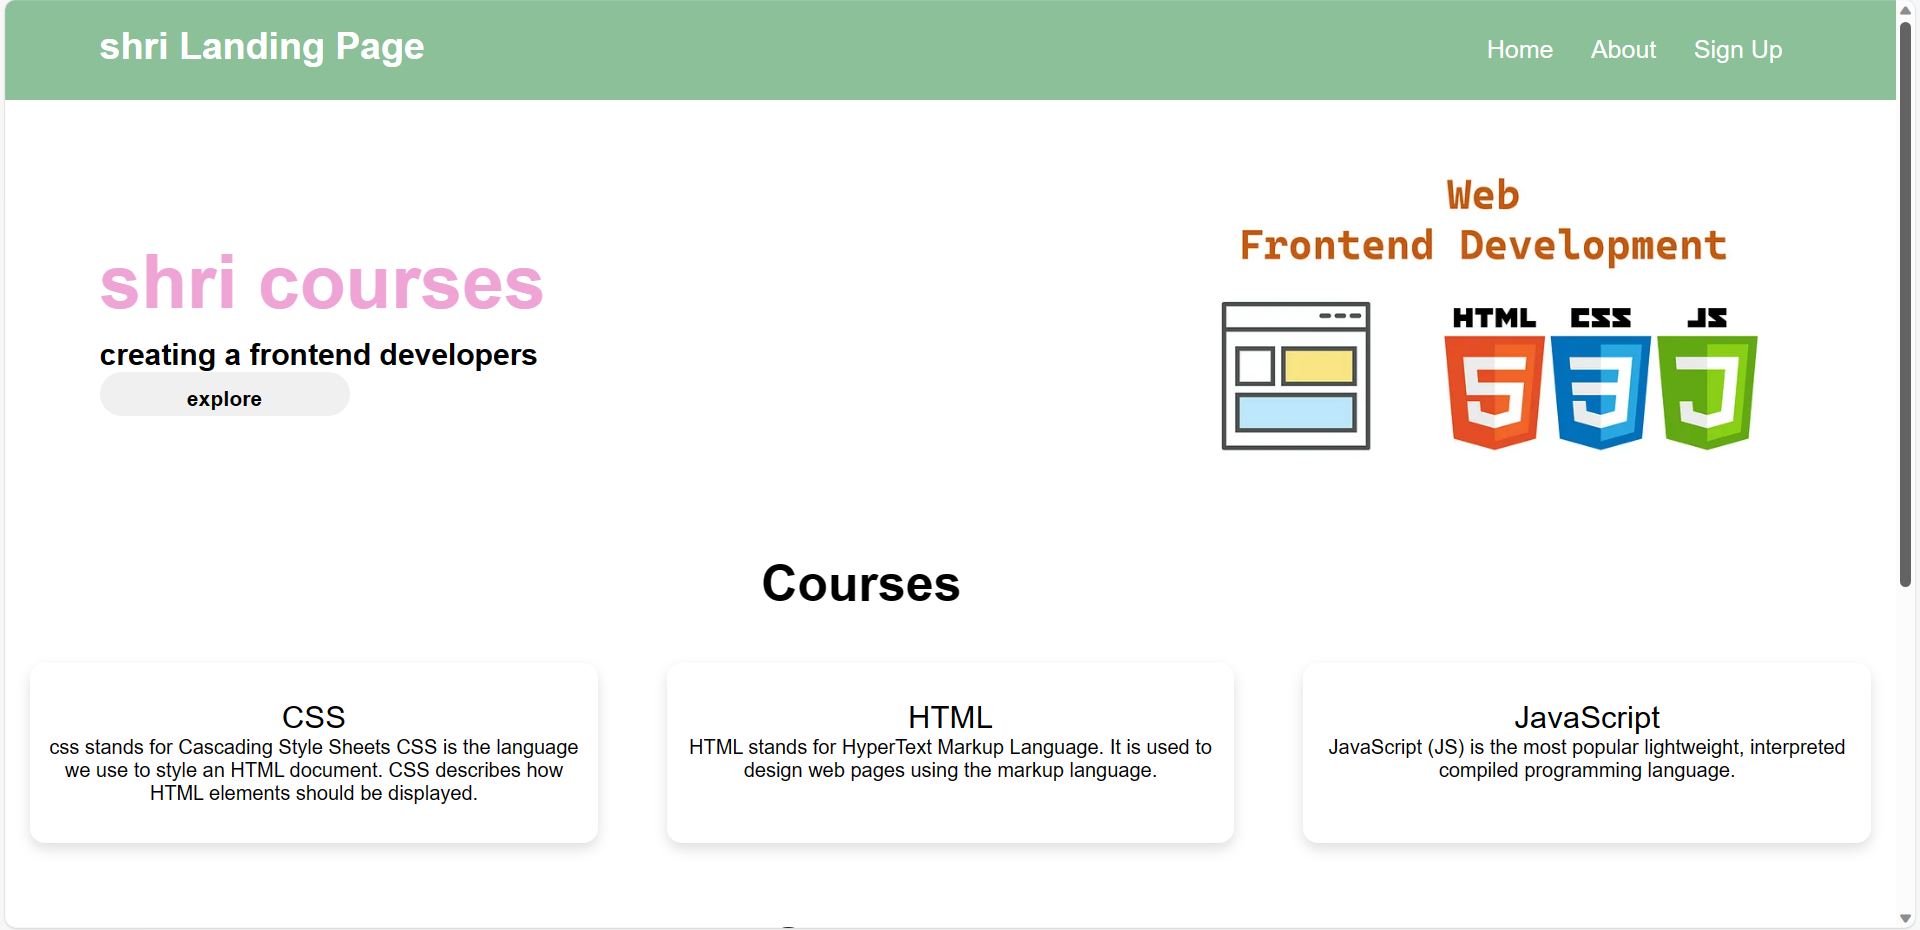 shri Landing Page
Home About Sign Up
Web
Frontend Development
HTML CSS JS
shri courses
creating a frontend developers
explore
Courses
CSS
css stands for Cascading Style Sheets CSS is the language
we use to style an HTML document. CSS describes how
HTML elements should be displayed.
HTML
HTML stands for HyperText Markup Language. It is used to
design web pages using the markup language.
JavaScript
JavaScript (JS) is the most popular lightweight, interpreted
compiled programming language.